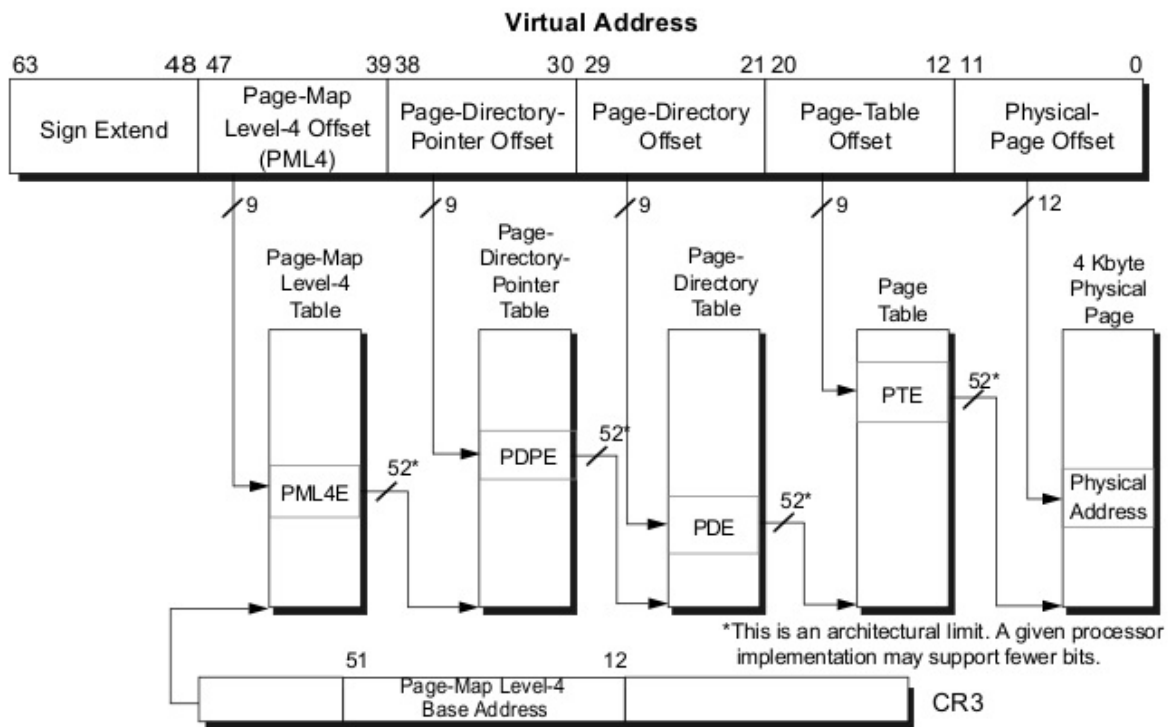 Virtual Address
63 48 47 39 38 30 29 21 20 12 11 0
Sign Extend
Page-Map
Level-4 Offset
(PML4)
Page-Directory-
Pointer Offset
Page-Directory
Offset
Page-Table
Offset
Physical-
Page Offset
9 9 9 9 12
Page-Map
Level-4
Table
Page-
Directory-
Pointer
Table
Page-
Directory
Table
Page
Table
4 Kbyte
Physical
Page
PML4E
52*
PDPE
52*
PDE
52*
PTE
52*
Physical
Address
*This is an architectural limit. A given processor
implementation may support fewer bits.
51 12
Page-Map Level-4
Base Address
CR3